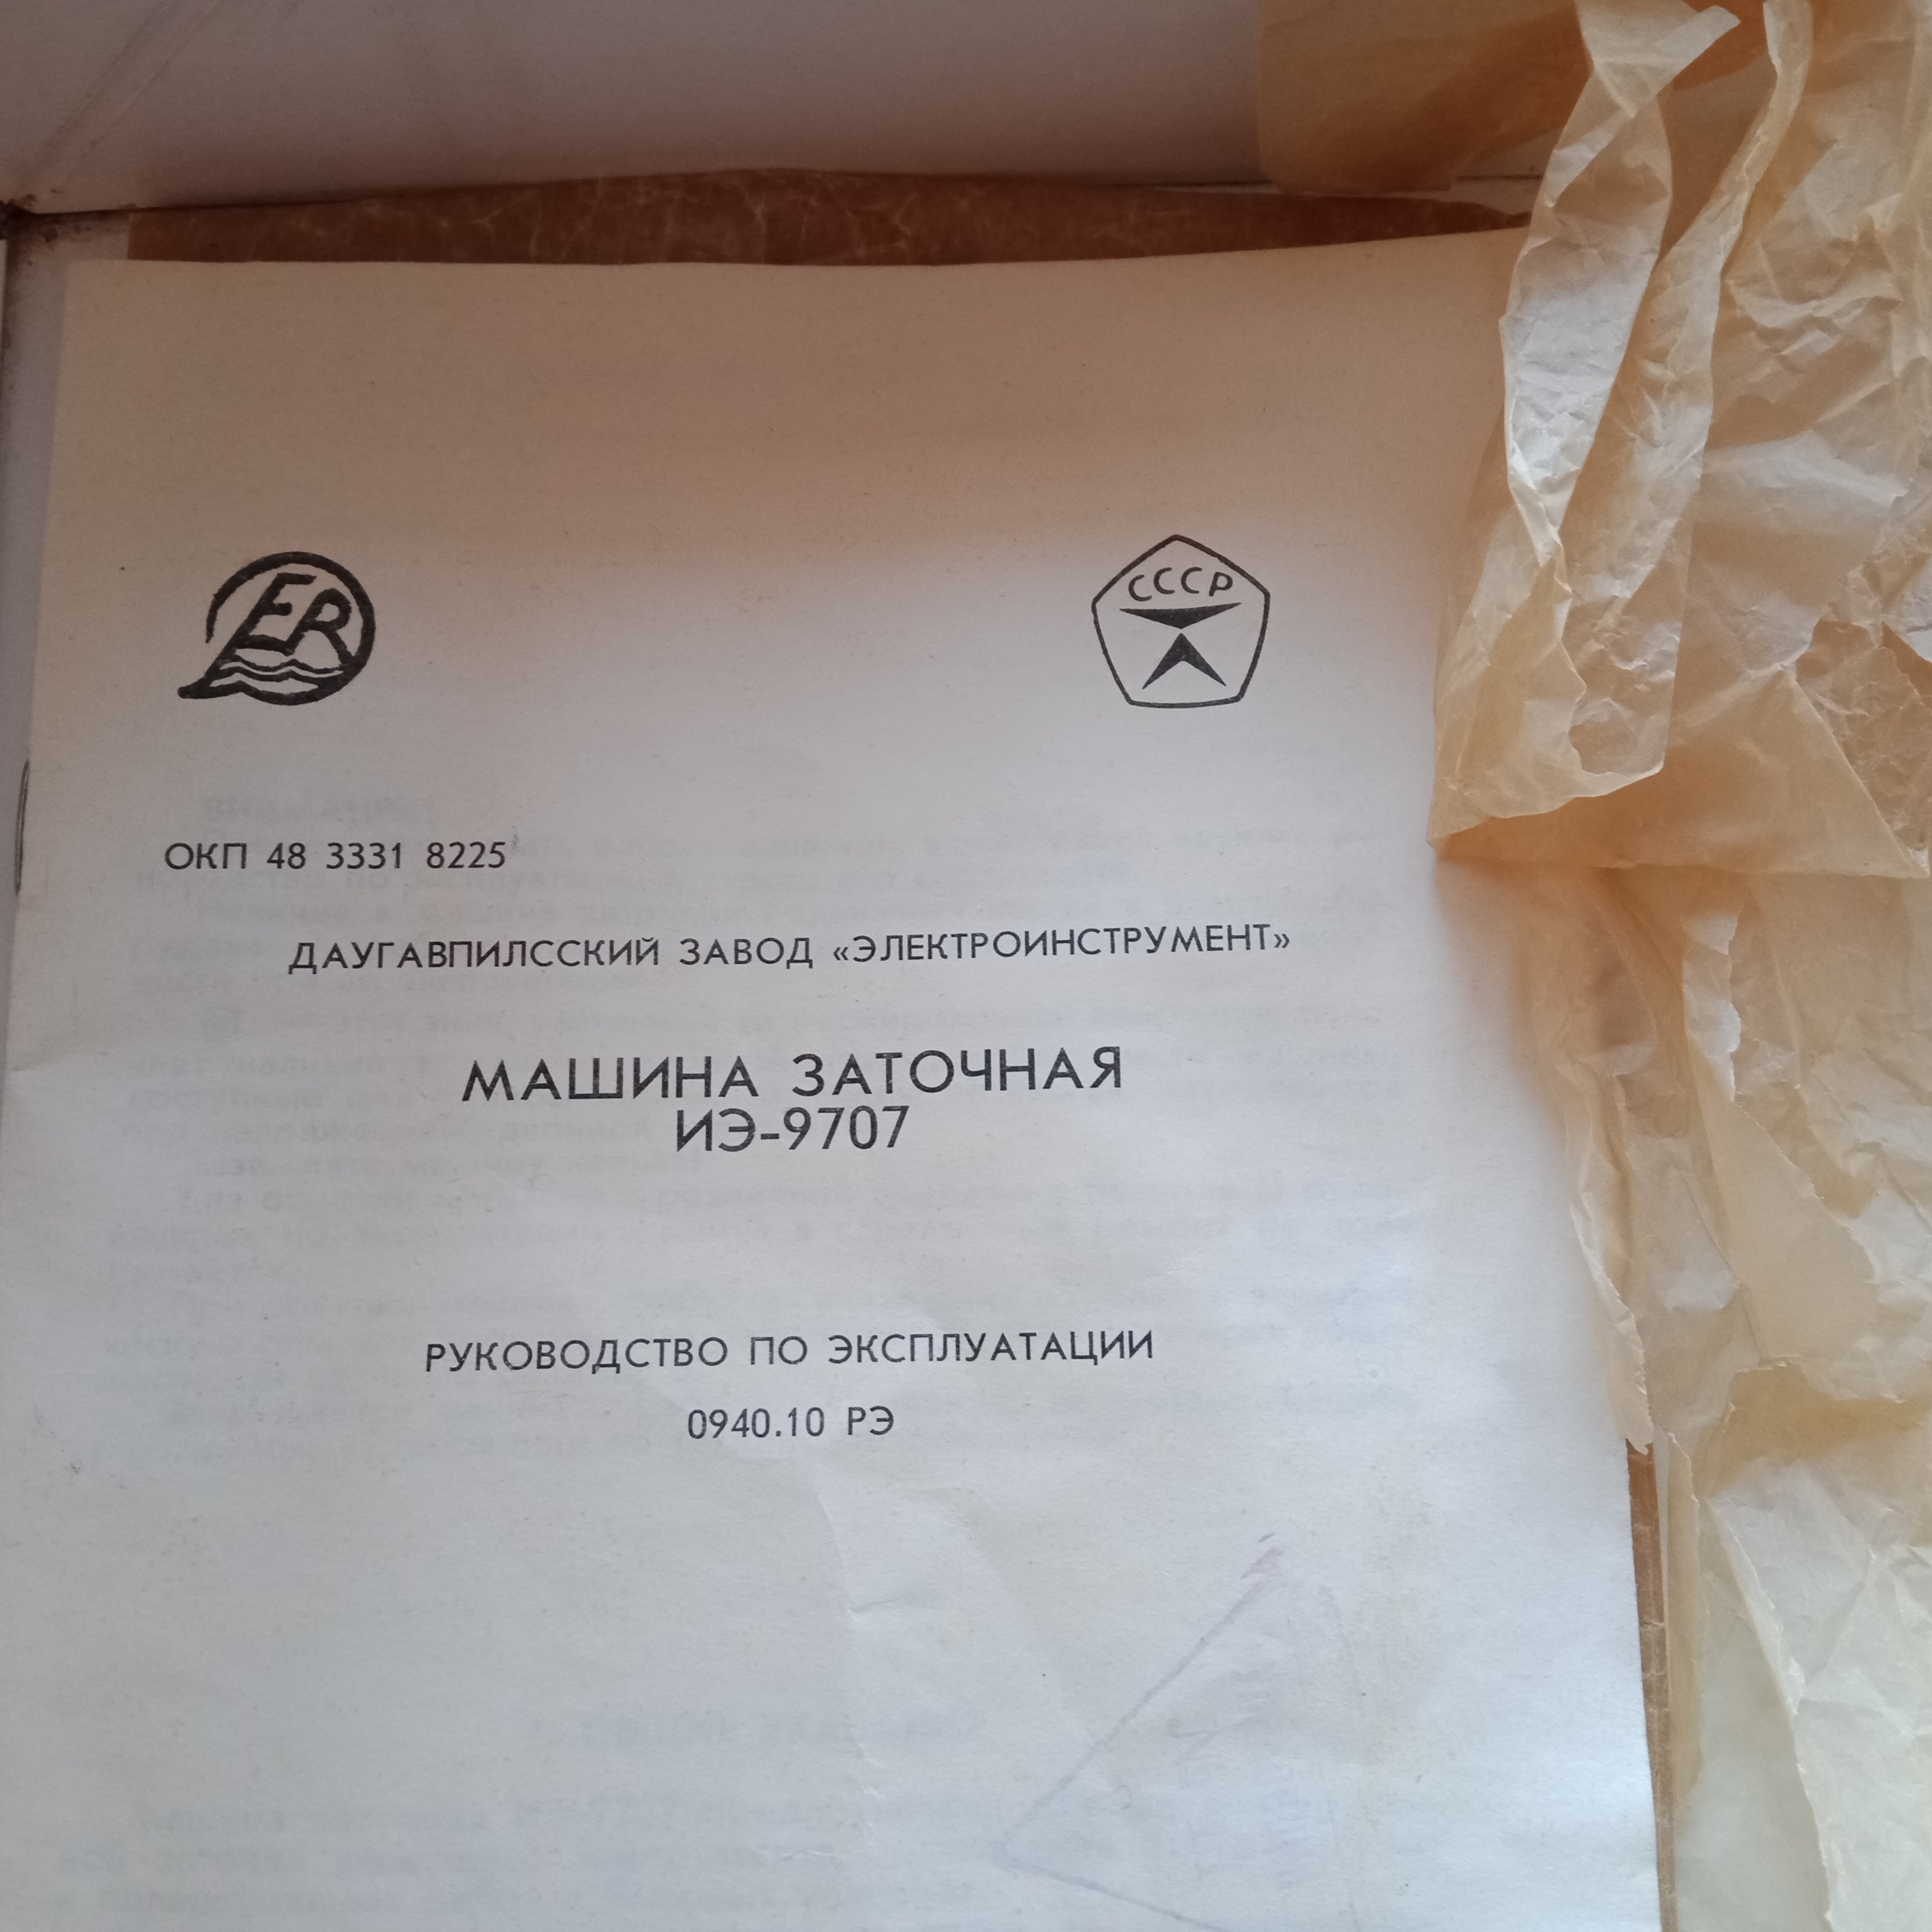 ER
СССР
ОКП 48 3331 8225
ДАУГАВПИЛССКИЙ ЗАВОД «ЭЛЕКТРОИНСТРУМЕНТ»
МАШИНА ЗАТОЧНАЯ
ИЭ-9707
РУКОВОДСТВО ПО ЭКСПЛУАТАЦИИ
0940.10 РЭ